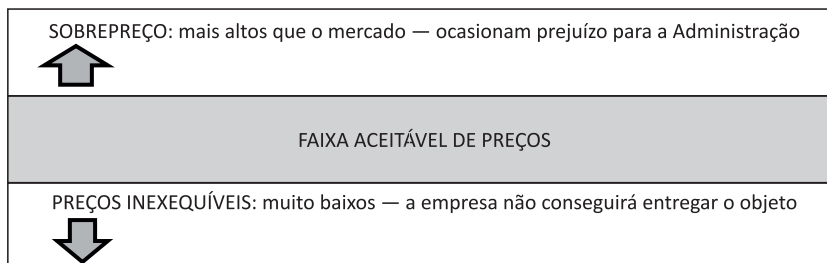 SOBREPREÇO: mais altos que o mercado — ocasionam prejuízo para a Administração
FAIXA ACEITÁVEL DE PREÇOS
PREÇOS INEXEQUÍVEIS: muito baixos — a empresa não conseguirá entregar o objeto